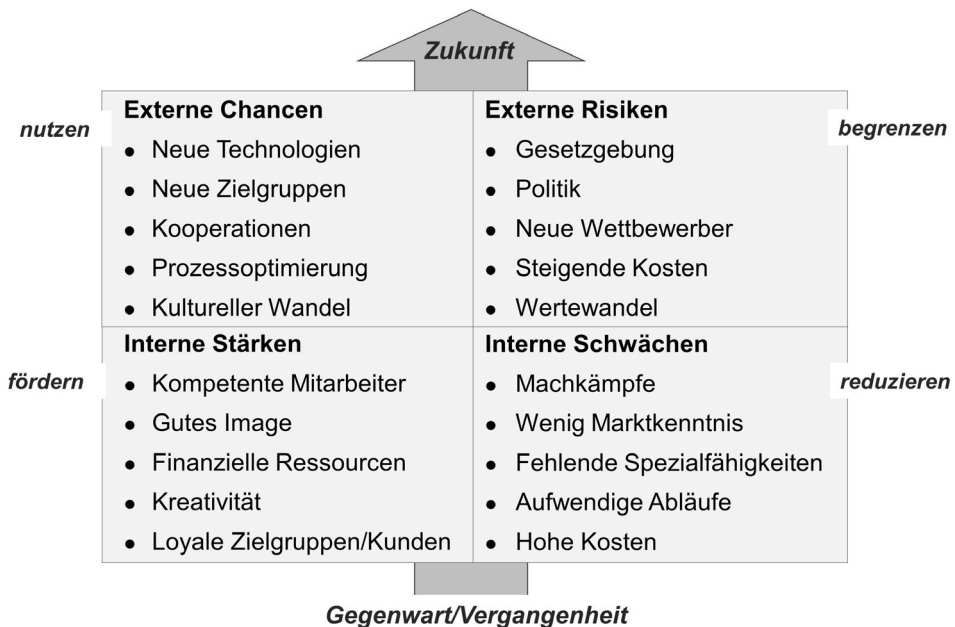 Zukunft
nutzen
Externe Chancen
• Neue Technologien
• Neue Zielgruppen
• Kooperationen
• Prozessoptimierung
• Kultureller Wandel
Externe Risiken
• Gesetzgebung
• Politik
• Neue Wettbewerber
• Steigende Kosten
• Wertewandel
begrenzen
fördern
Interne Stärken
• Kompetente Mitarbeiter
• Gutes Image
• Finanzielle Ressourcen
• Kreativität
• Loyale Zielgruppen/Kunden
Interne Schwächen
• Machkämpfe
• Wenig Marktkenntnis
• Fehlende Spezialfähigkeiten
• Aufwendige Abläufe
• Hohe Kosten
reduzieren
Gegenwart/Vergangenheit